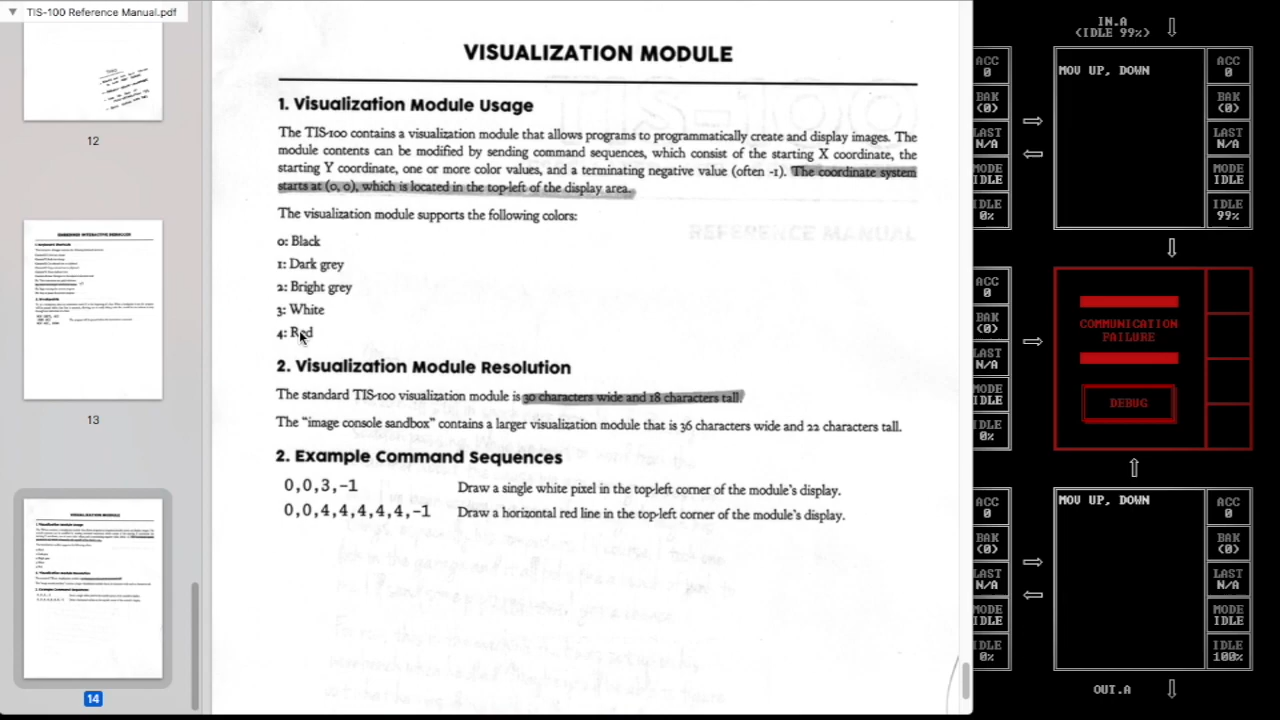 TIS-100 Reference Manual.pdf
12
13
14
VISUALIZATION MODULE
1. Visualization Module Usage
The TIS-100 contains a visualization module that allows programs to programmatically create and display images. The
module contents can be modified by sending command sequences, which consist of the starting X coordinate, the
starting Y coordinate, one or more color values, and a terminating negative value (often -1). The coordinate system
starts at (0, 0), which is located in the top-left of the display area.
The visualization module supports the following colors:
0: Black
1: Dark grey
2: Bright grey
3: White
4: Red
2. Visualization Module Resolution
The standard TIS-100 visualization module is 30 characters wide and 18 characters tall.
The "image console sandbox" contains a larger visualization module that is 36 characters wide and 22 characters tall.
2. Example Command Sequences
0,0,3,-1 Draw a single white pixel in the top-left corner of the module's display.
0,0,4,4,4,4,4,-1 Draw a horizontal red line in the top-left corner of the module's display.
REFERENCE MANUAL
IN.A
(IDLE 99%)
ACC
0
BAK
(0)
LAST
N/A
MODE
IDLE
IDLE
0%
MOV UP, DOWN
ACC
0
BAK
(0)
LAST
N/A
MODE
IDLE
IDLE
99%
ACC
0
BAK
(0)
LAST
N/A
MODE
IDLE
IDLE
0%
COMMUNICATION
FAILURE
DEBUG
ACC
0
BAK
(0)
LAST
N/A
MODE
IDLE
IDLE
0%
MOV UP, DOWN
ACC
0
BAK
(0)
LAST
N/A
MODE
IDLE
IDLE
100%
OUT.A